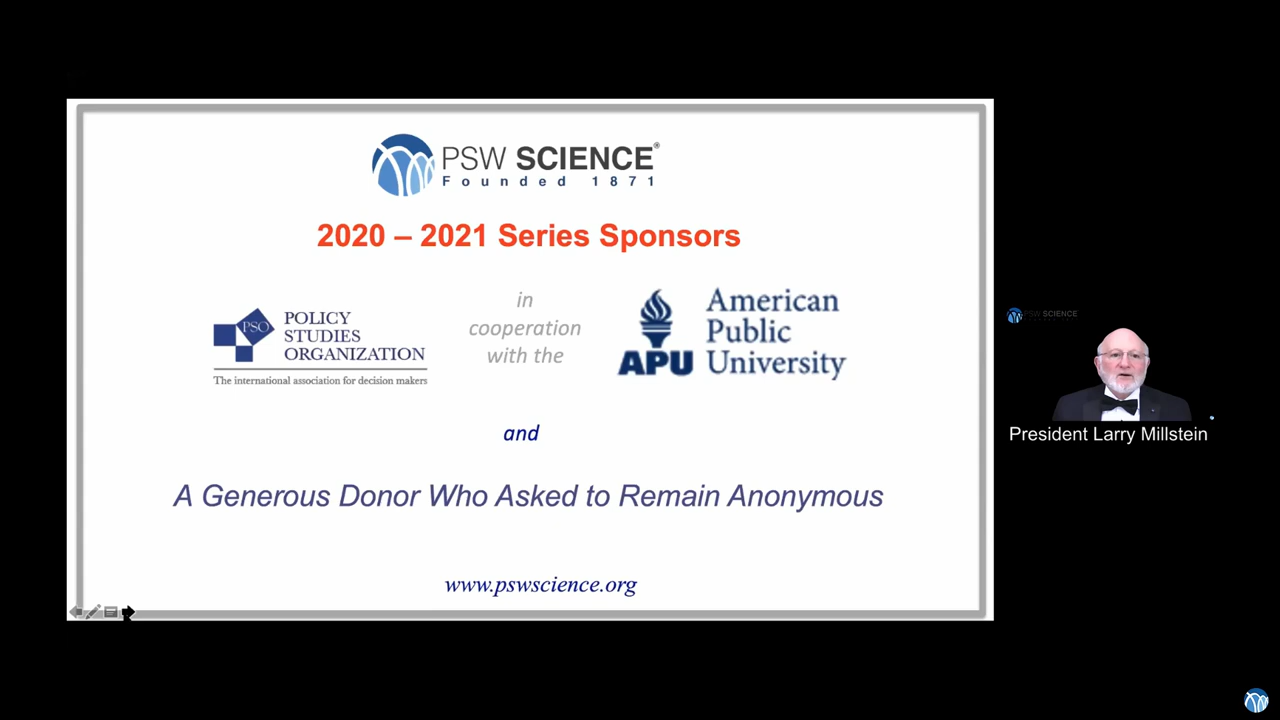 PSW SCIENCE®
Founded 1871
2020 – 2021 Series Sponsors
PSO
POLICY
STUDIES
ORGANIZATION
The international association for decision makers
in
cooperation
with the
APU
American
Public
University
and
A Generous Donor Who Asked to Remain Anonymous
www.pswscience.org
PSW SCIENCE
President Larry Millstein